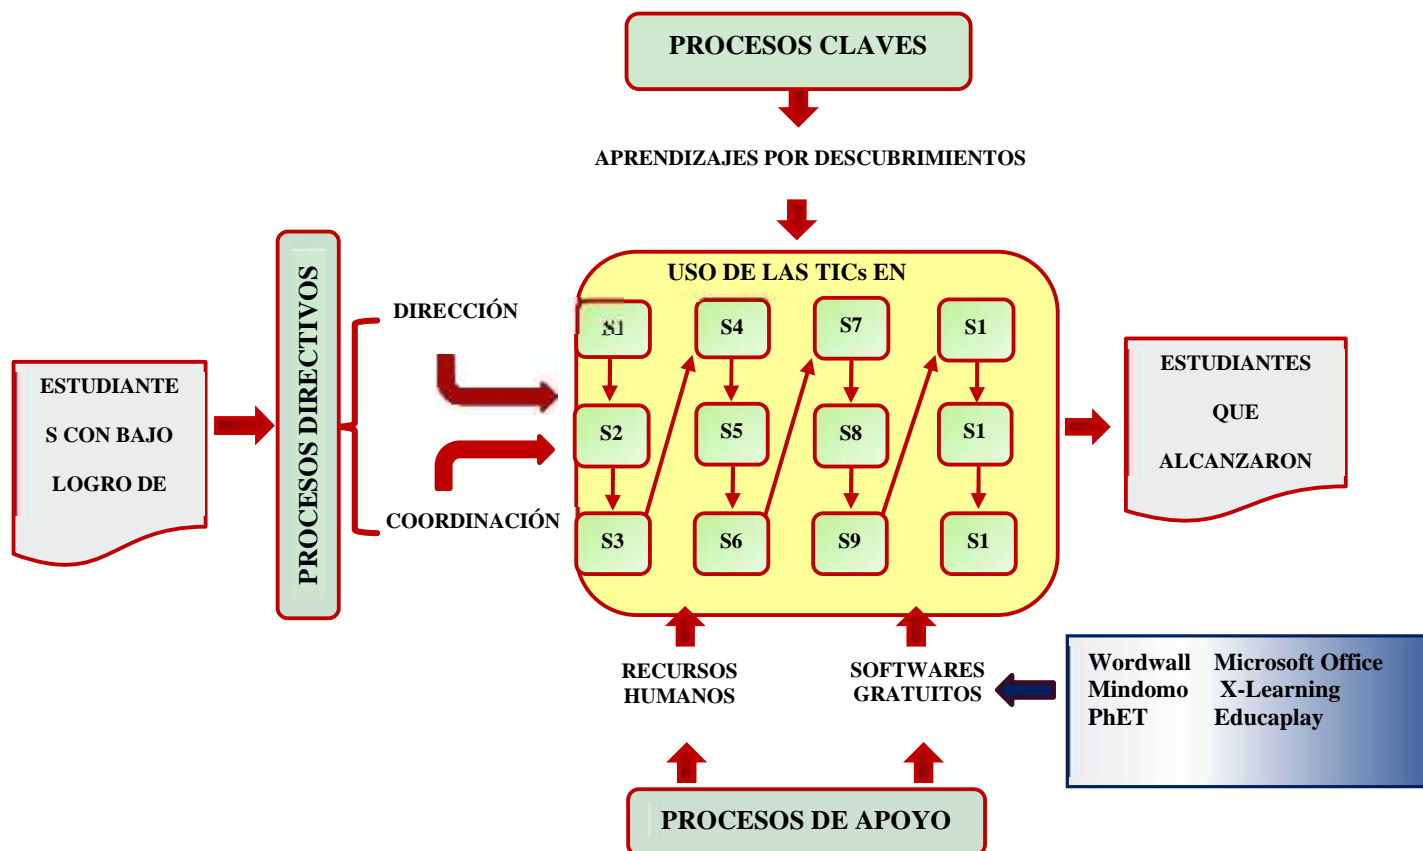 PROCESOS CLAVES
APRENDIZAJES POR DESCUBRIMIENTOS
PROCESOS DIRECTIVOS
ESTUDIANTE
S CON BAJO
LOGRO DE
DIRECCIÓN
COORDINACIÓN
USO DE LAS TICs EN
S1
S2
S3
S4
S5
S6
S7
S8
S9
S1
S1
S1
ESTUDIANTES
QUE
ALCANZARON
RECURSOS
HUMANOS
SOFTWARES
GRATUITOS
Wordwall Microsoft Office
Mindomo X-Learning
PhET Educaplay
PROCESOS DE APOYO